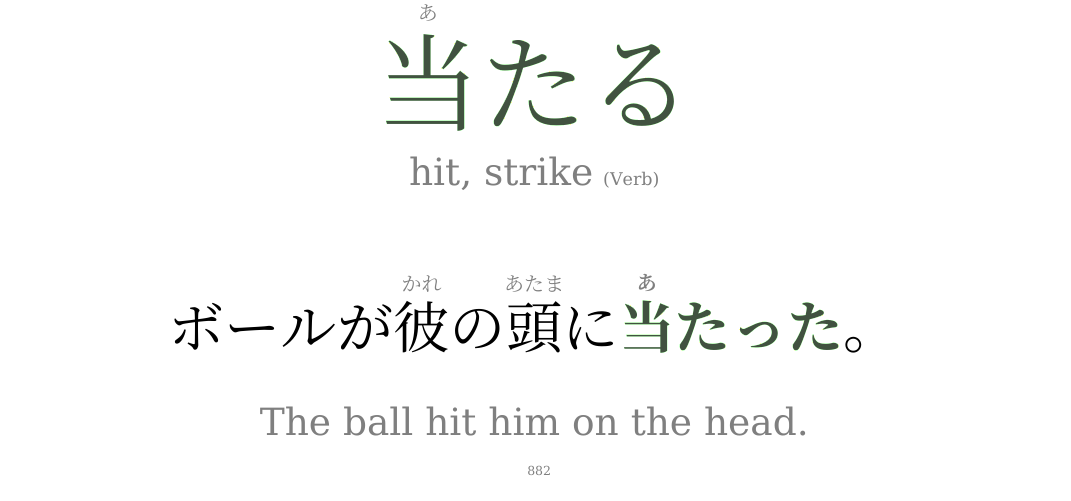 あ
当たる
hit, strike (Verb)
かれ あたま あ
ボールが彼の頭に当たった。
The ball hit him on the head.
882